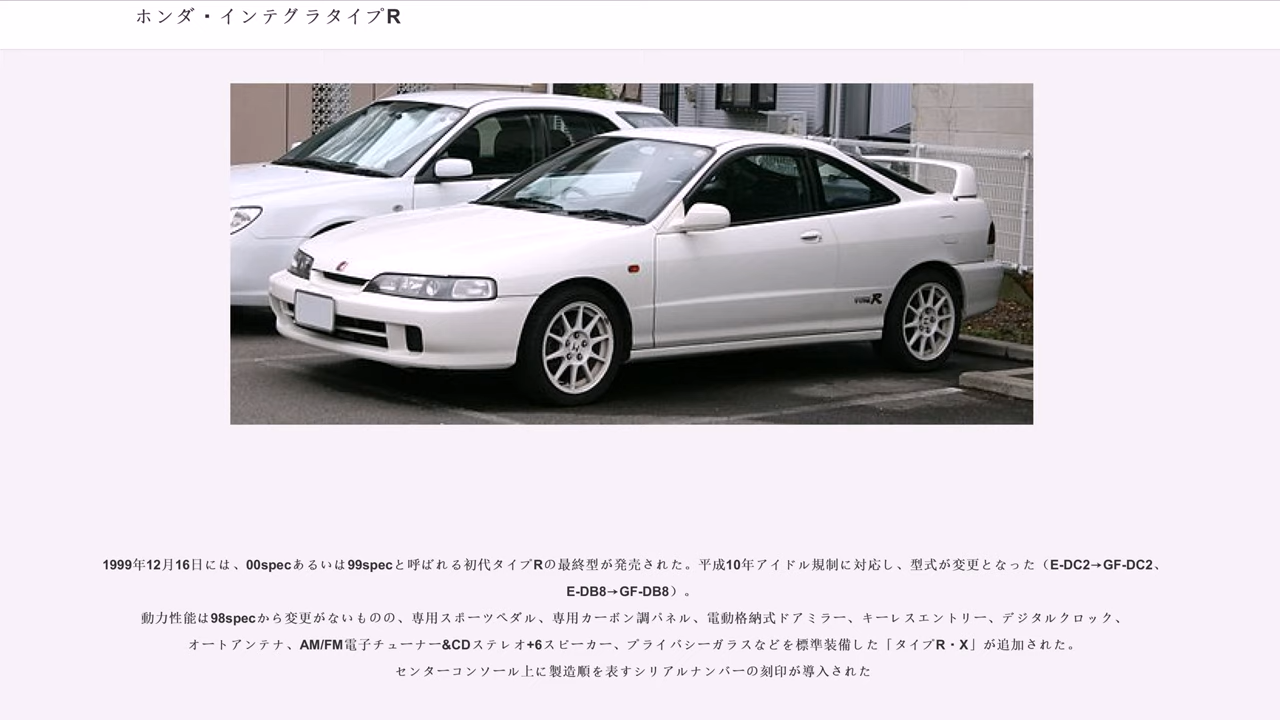 ホンダ・インテグラタイプR
TYPE R
1999年12月16日には、00specあるいは99specと呼ばれる初代タイプRの最終型が発売された。平成10年アイドル規制に対応し、型式が変更となった（E-DC2→GF-DC2、
E-DB8→GF-DB8）。
動力性能は98specから変更がないものの、専用スポーツペダル、専用カーボン調パネル、電動格納式ドアミラー、キーレスエントリー、デジタルクロック、
オートアンテナ、AM/FM電子チューナー&CDステレオ+6スピーカー、プライバシーガラスなどを標準装備した「タイプR・X」が追加された。
センターコンソール上に製造順を表すシリアルナンバーの刻印が導入された